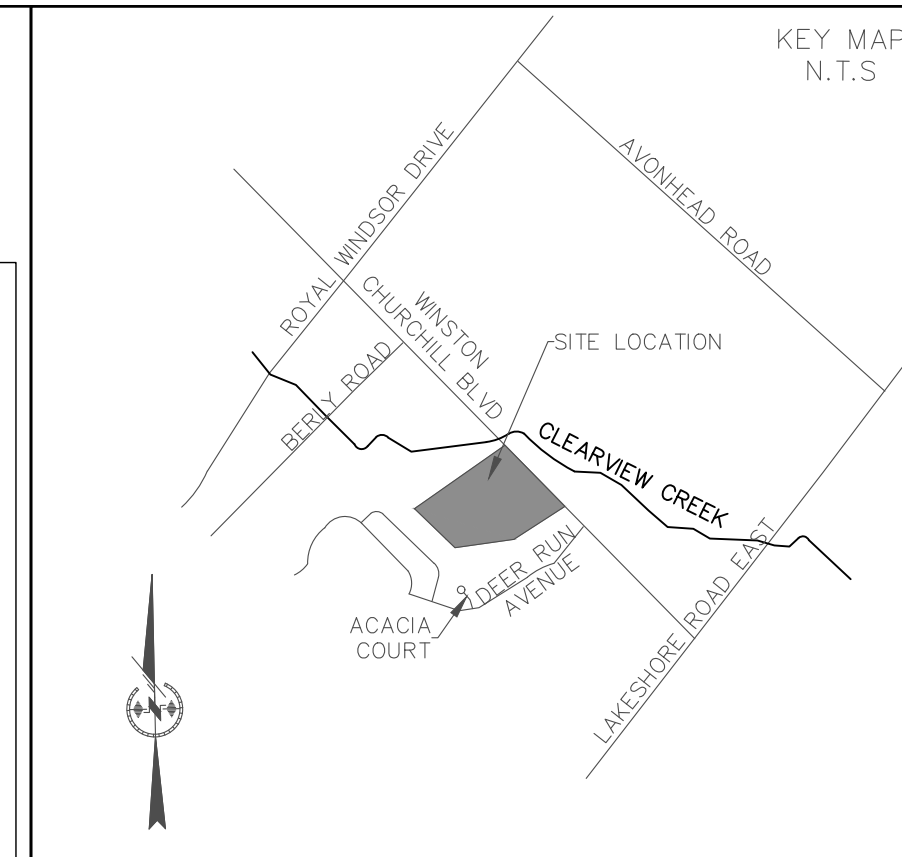 KEY MAP
N.T.S
AVONHEAD ROAD
ROYAL WINDSOR DRIVE
WINSTON
CHURCHILL BLVD
SITE LOCATION
BERLY ROAD
CLEARVIEW CREEK
DEER RUN
AVENUE
ACACIA
COURT
LAKESHORE ROAD EAST
N